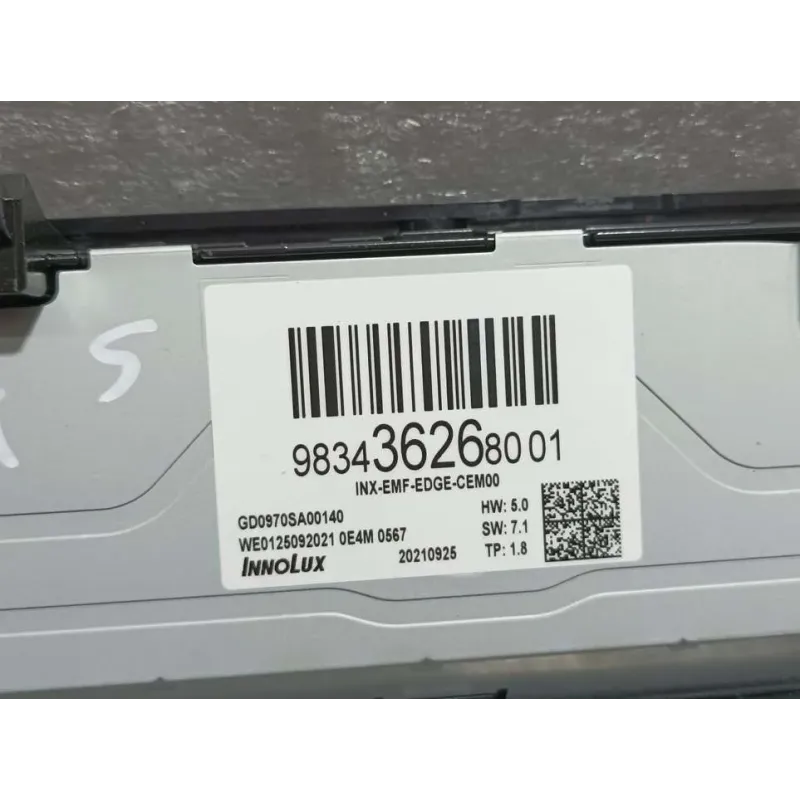 S
9834362680 01
INX-EMF-EDGE-CEM00
GD0970SA00140
WE0125092021 0E4M 0567
INNOLUX
20210925
HW: 5.0
SW: 7.1
TP: 1.8